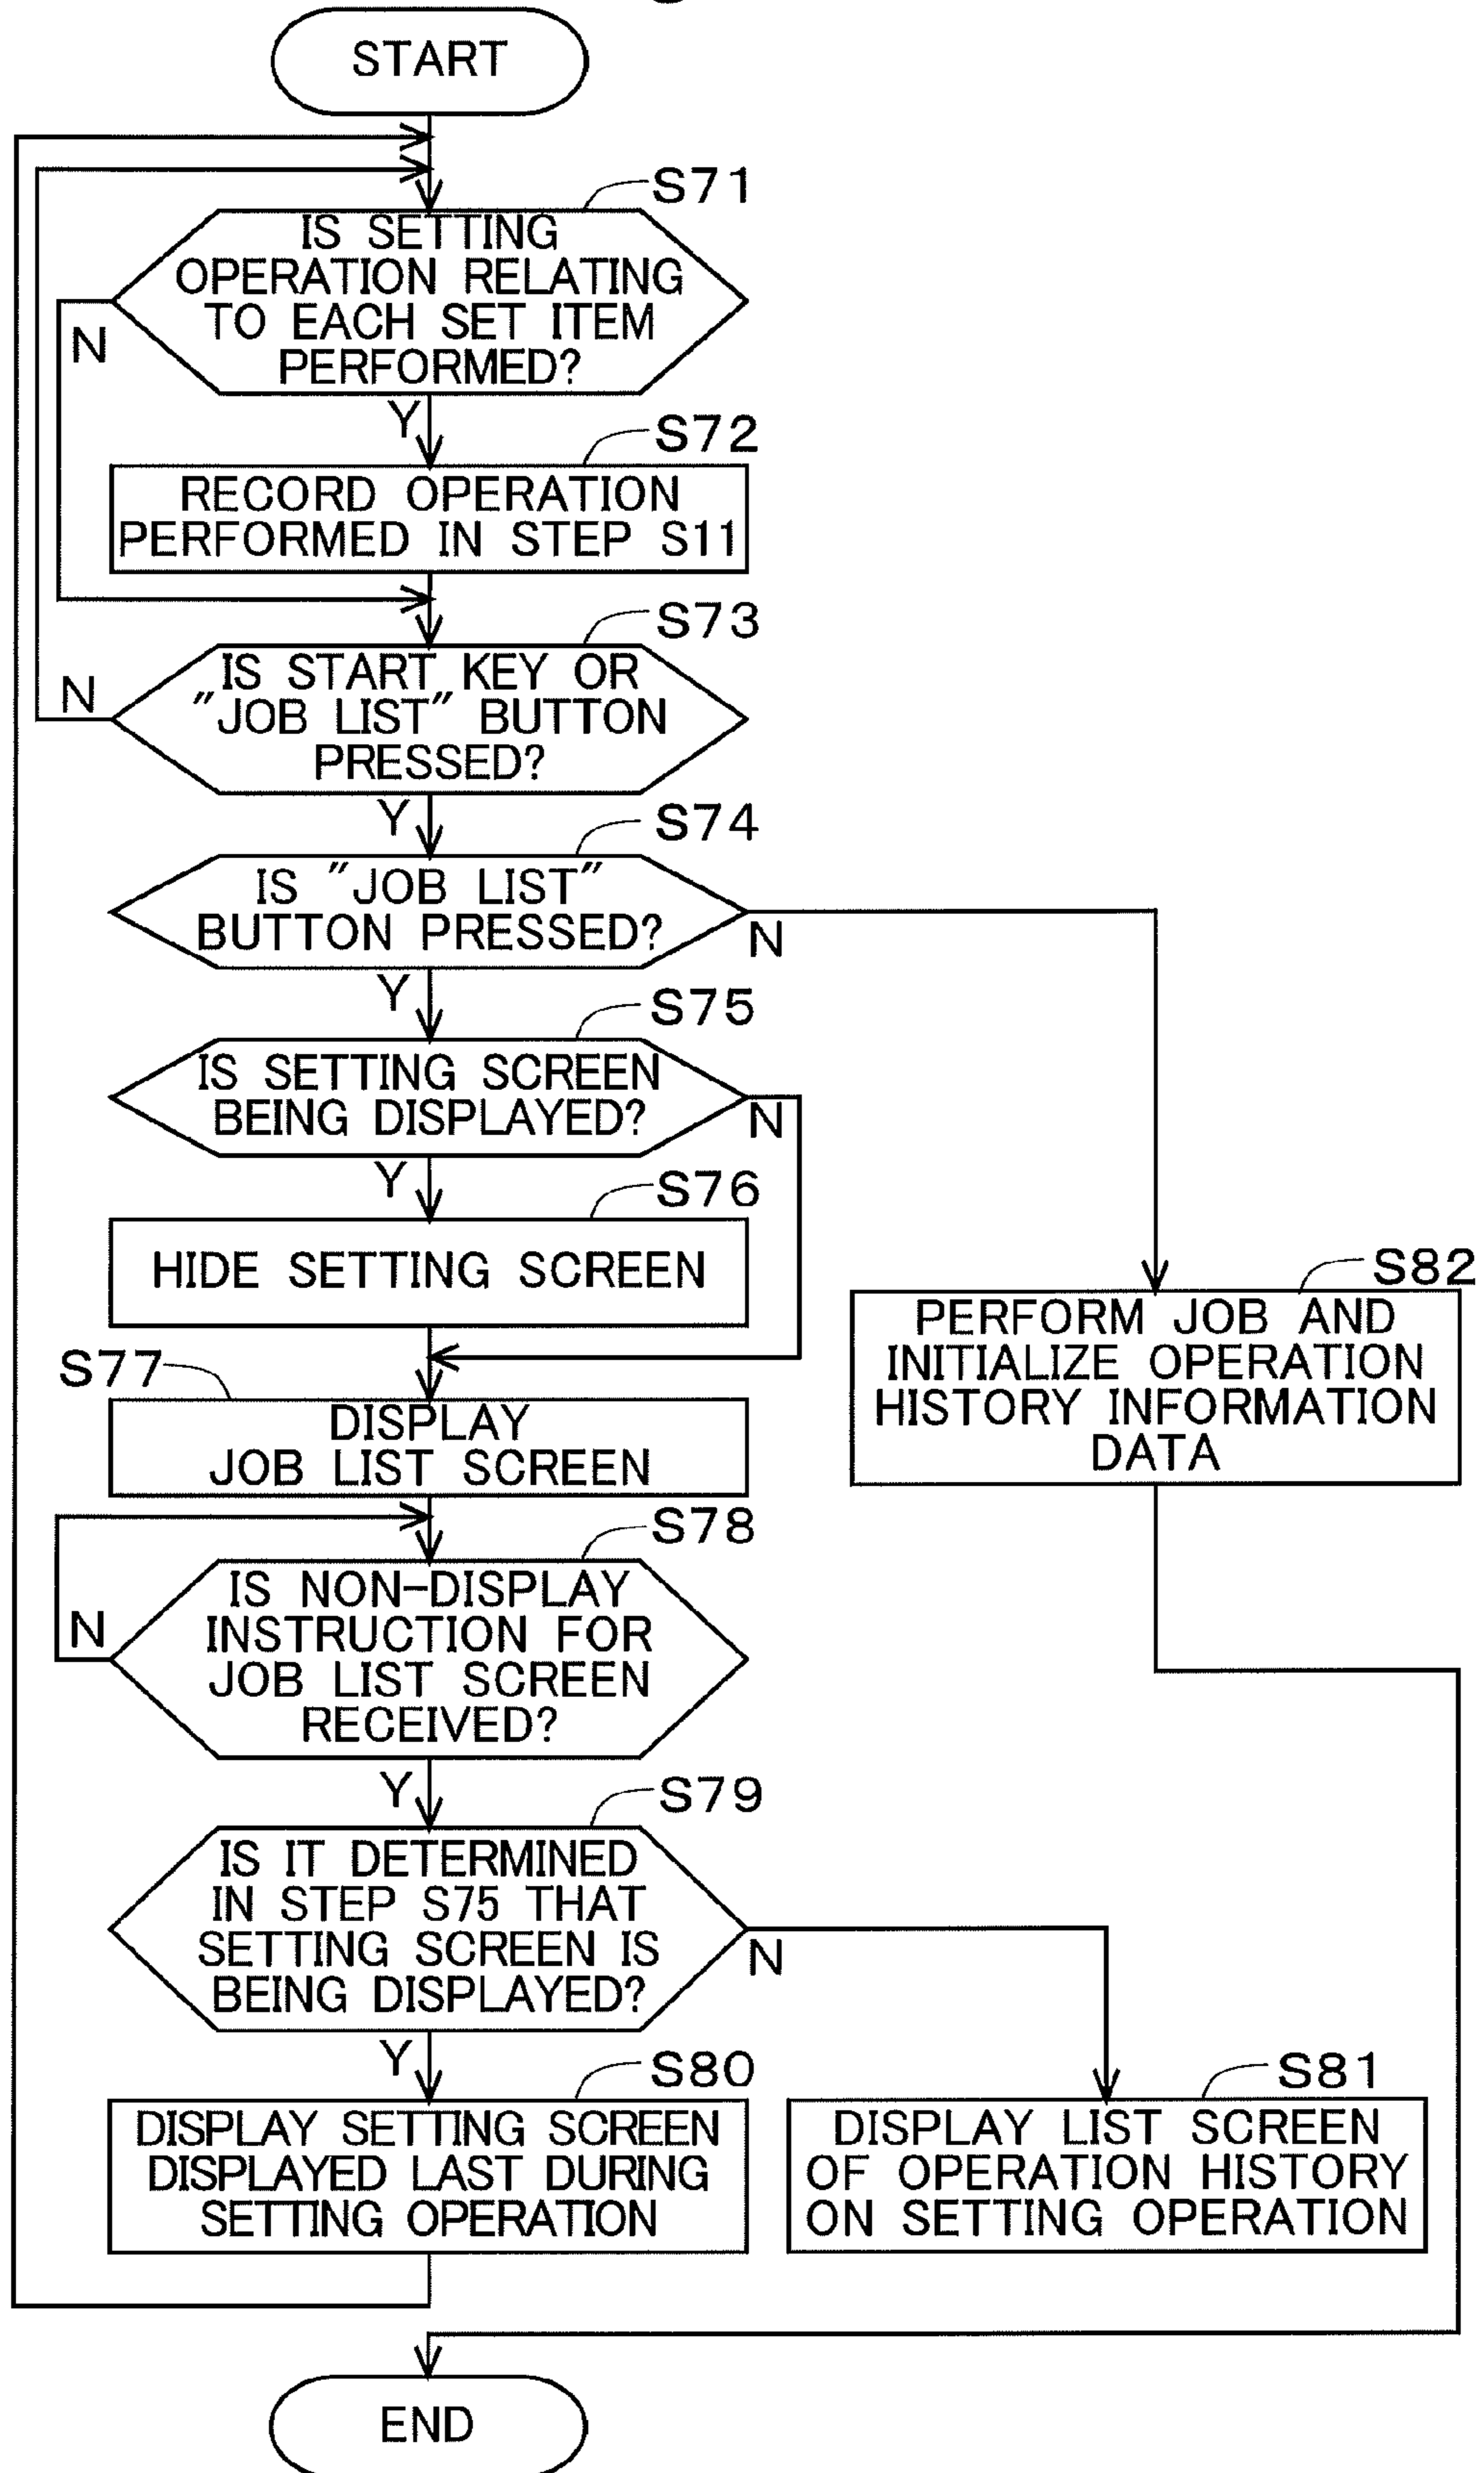 START
S71
IS SETTING
OPERATION RELATING
TO EACH SET ITEM
PERFORMED?
N
Y
S72
RECORD OPERATION
PERFORMED IN STEP S11
S73
IS START KEY OR
"JOB LIST" BUTTON
PRESSED?
N
Y
S74
IS "JOB LIST"
BUTTON PRESSED?
N
Y
S75
IS SETTING SCREEN
BEING DISPLAYED?
N
Y
S76
HIDE SETTING SCREEN
S82
PERFORM JOB AND
INITIALIZE OPERATION
HISTORY INFORMATION
DATA
S77
DISPLAY
JOB LIST SCREEN
S78
IS NON-DISPLAY
INSTRUCTION FOR
JOB LIST SCREEN
RECEIVED?
N
Y
S79
IS IT DETERMINED
IN STEP S75 THAT
SETTING SCREEN IS
BEING DISPLAYED?
N
Y
S80
DISPLAY SETTING SCREEN
DISPLAYED LAST DURING
SETTING OPERATION
S81
DISPLAY LIST SCREEN
OF OPERATION HISTORY
ON SETTING OPERATION
END